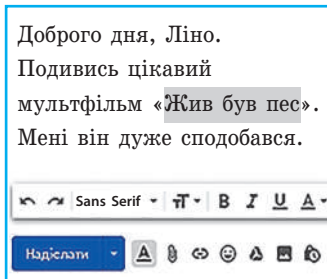 Доброго дня, Ліно.
Подивись цікавий
мультфільм «Жив був пес».
Мені він дуже сподобався.
Sans Serif T B I U A
Надіслати A